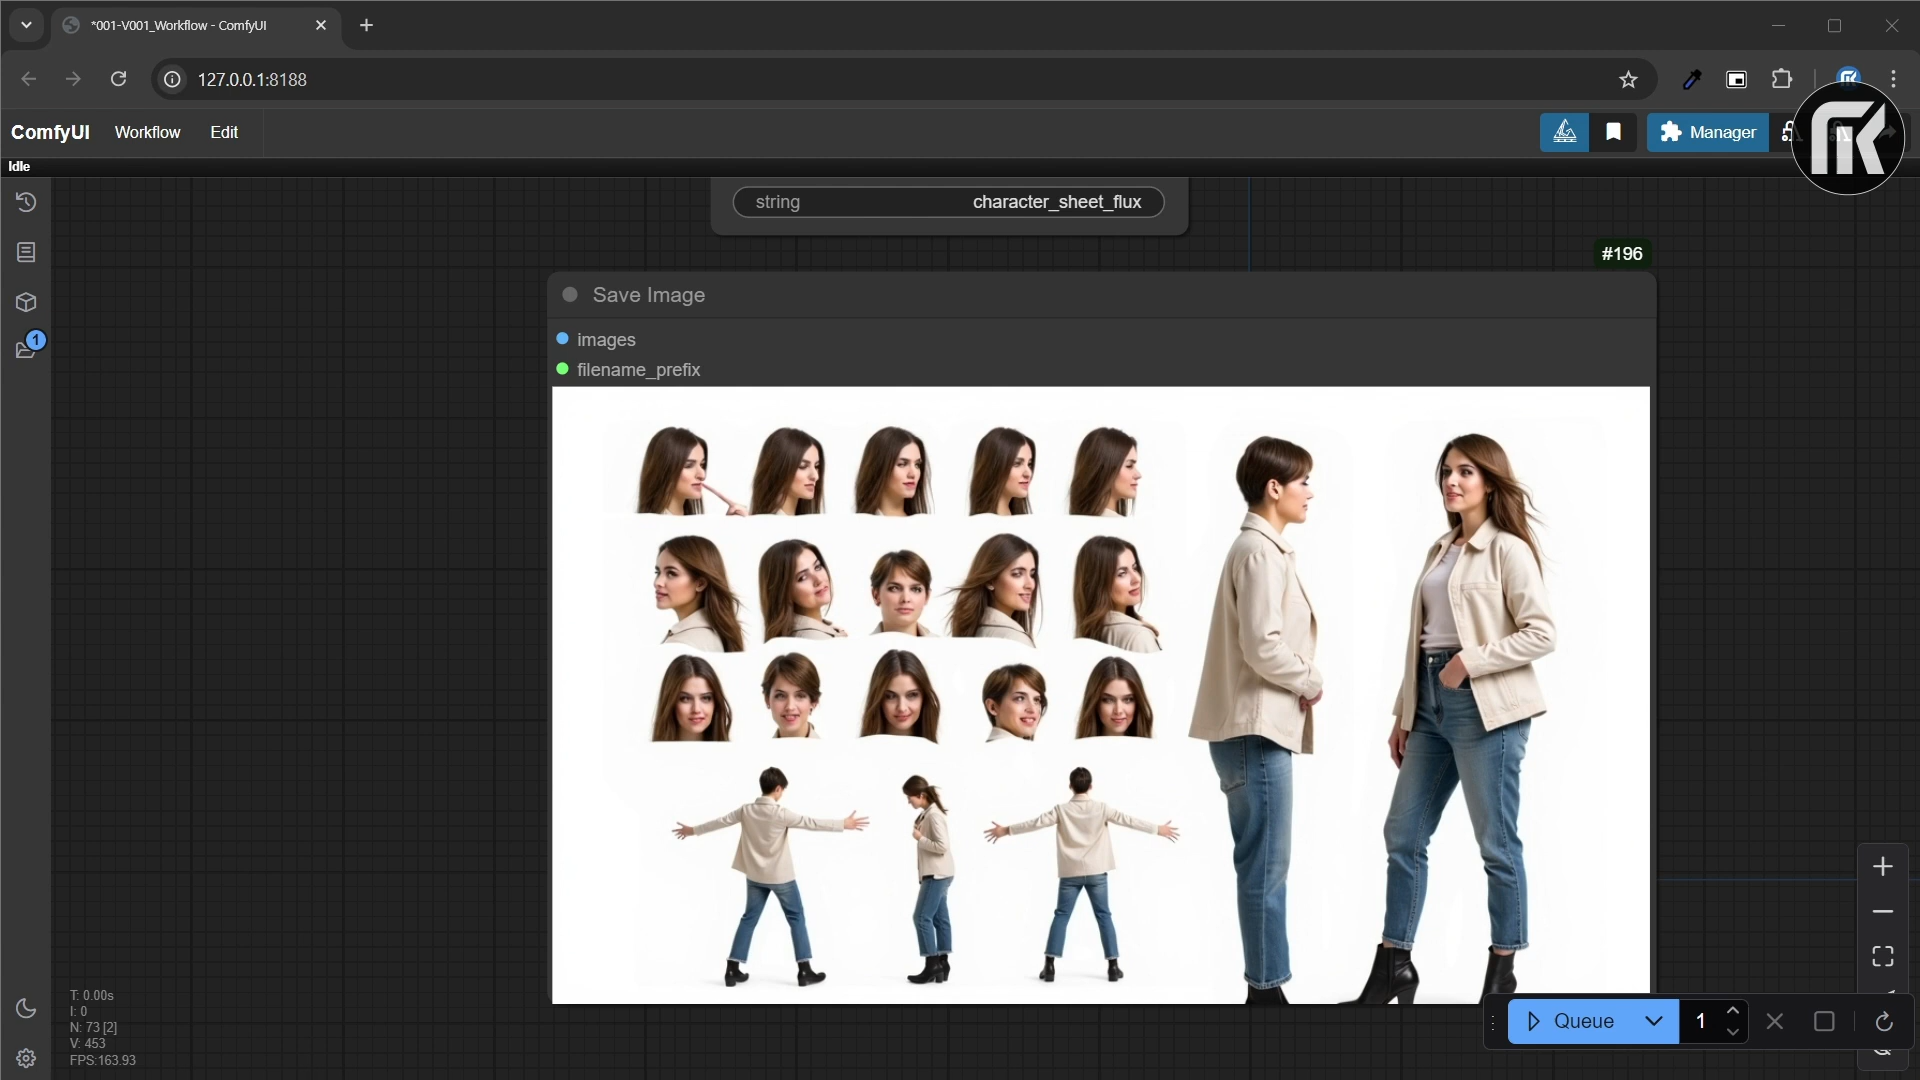 *001-V001_Workflow - ComfyUI
127.0.0.1:8188
ComfyUI Workflow Edit
Manager
Idle
string character_sheet_flux
#196
Save Image
images
filename_prefix
1
T: 0.00s
I: 0
N: 73 [2]
V: 453
FPS:163.93
Queue 1